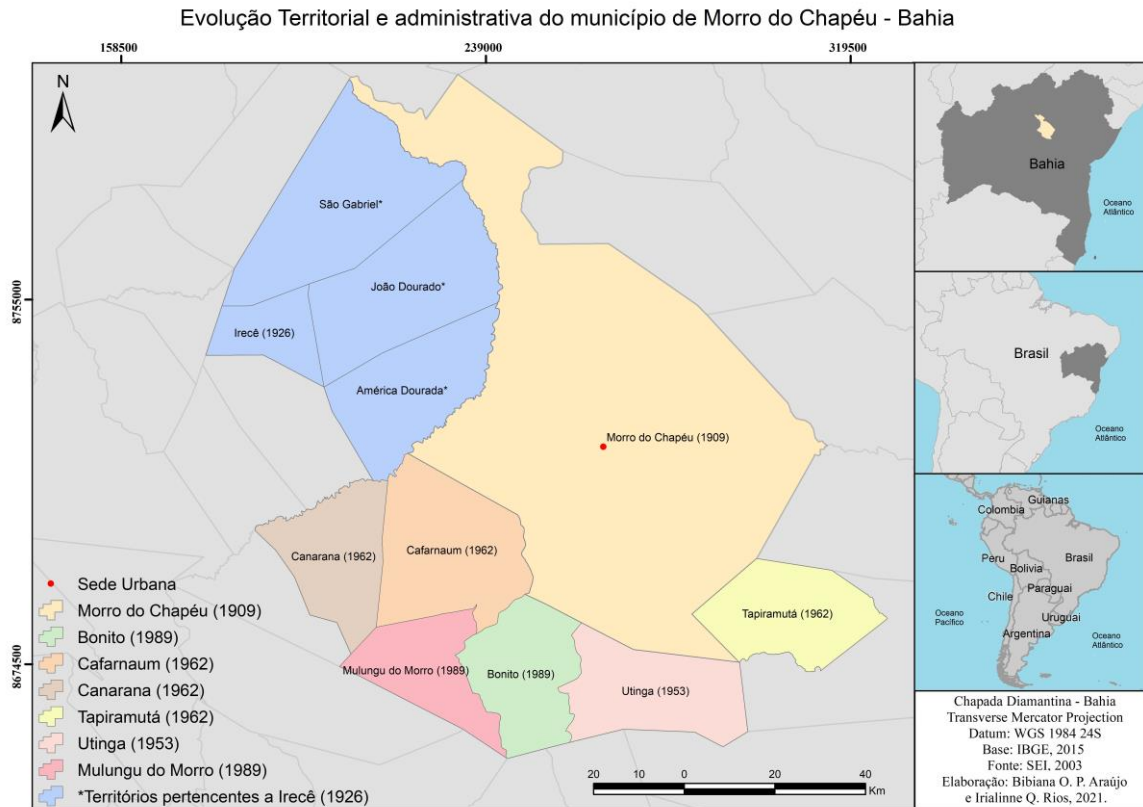 Evolução Territorial e administrativa do município de Morro do Chapéu - Bahia
158500
239000
319500
N
8755000
8674500
São Gabriel*
João Dourado*
Irecê (1926)
América Dourada*
Morro do Chapéu (1909)
Canarana (1962)
Cafarnaum (1962)
Tapiramutá (1962)
Mulungu do Morro (1989)
Bonito (1989)
Utinga (1953)
Sede Urbana
Morro do Chapéu (1909)
Bonito (1989)
Cafarnaum (1962)
Canarana (1962)
Tapiramutá (1962)
Utinga (1953)
Mulungu do Morro (1989)
*Territórios pertencentes a Irecê (1926)
20 10 0 20 40
Km
Bahia
Oceano
Atlântico
Brasil
Oceano
Atlântico
Guianas
Colombia
Peru
Brasil
Bolivia
Paraguai
Chile
Uruguai
Argentina
Oceano
Pacífico
Oceano
Atlântico
Chapada Diamantina - Bahia
Transverse Mercator Projection
Datum: WGS 1984 24S
Base: IBGE, 2015
Fonte: SEI, 2003
Elaboração: Bibiana O. P. Araújo
e Irialinne Q. Rios, 2021.